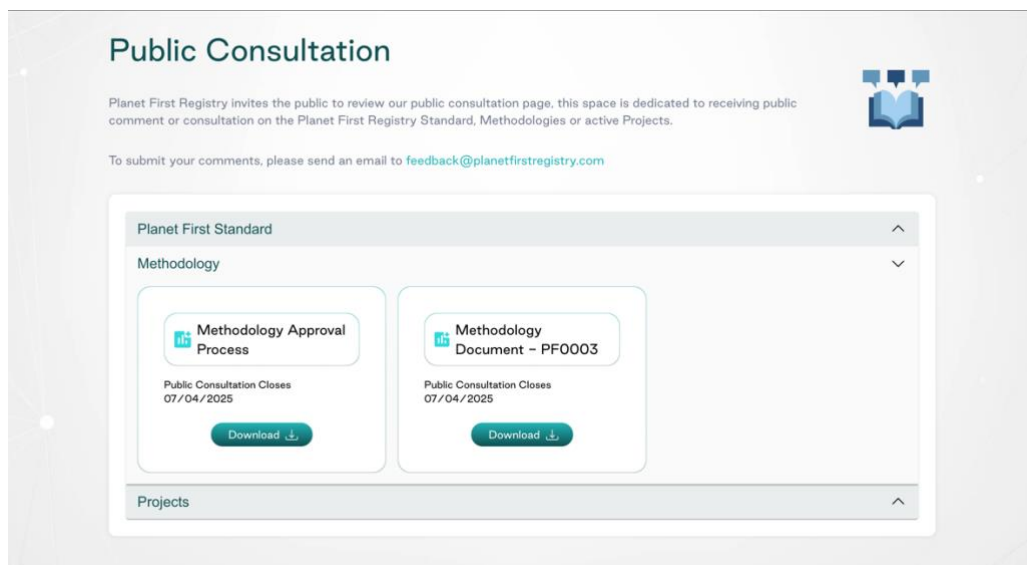 Public Consultation
Planet First Registry invites the public to review our public consultation page, this space is dedicated to receiving public
comment or consultation on the Planet First Registry Standard, Methodologies or active Projects.
To submit your comments, please send an email to feedback@planetfirstregistry.com
Planet First Standard
Methodology
Methodology Approval
Process
Public Consultation Closes
07/04/2025
Download
Methodology
Document – PF0003
Public Consultation Closes
07/04/2025
Download
Projects